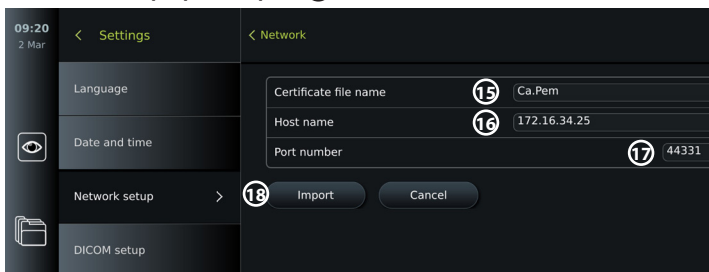 09:20
2 Mar
Settings
Network
Language
Date and time
Network setup
DICOM setup
Certificate file name 15 Ca.Pem
Host name 16 172.16.34.25
Port number 17 44331
18 Import Cancel